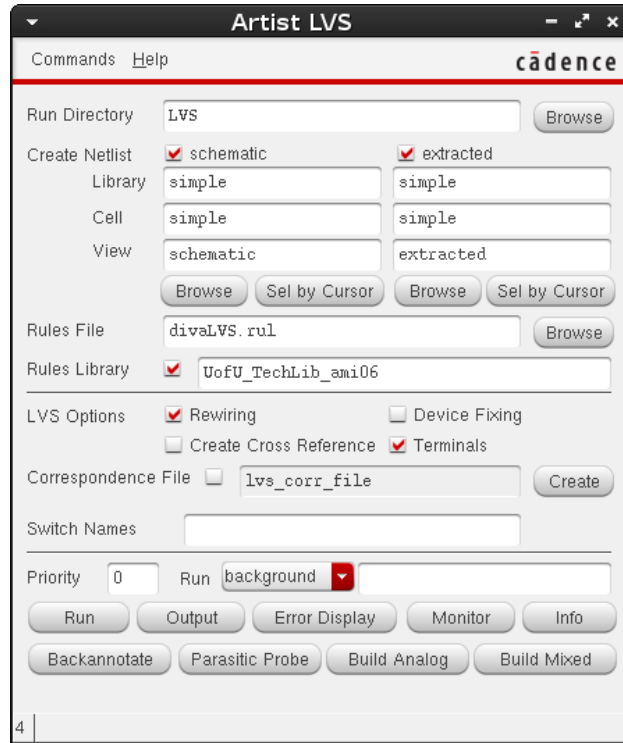 Artist LVS
Commands Help cādence
Run Directory LVS Browse
Create Netlist schematic extracted
Library simple simple
Cell simple simple
View schematic extracted
Browse Sel by Cursor Browse Sel by Cursor
Rules File divaLVS.rul Browse
Rules Library UofU_TechLib_ami06
LVS Options Rewiring Device Fixing
Create Cross Reference Terminals
Correspondence File lvs_corr_file Create
Switch Names
Priority 0 Run background
Run Output Error Display Monitor Info
Backannotate Parasitic Probe Build Analog Build Mixed
4